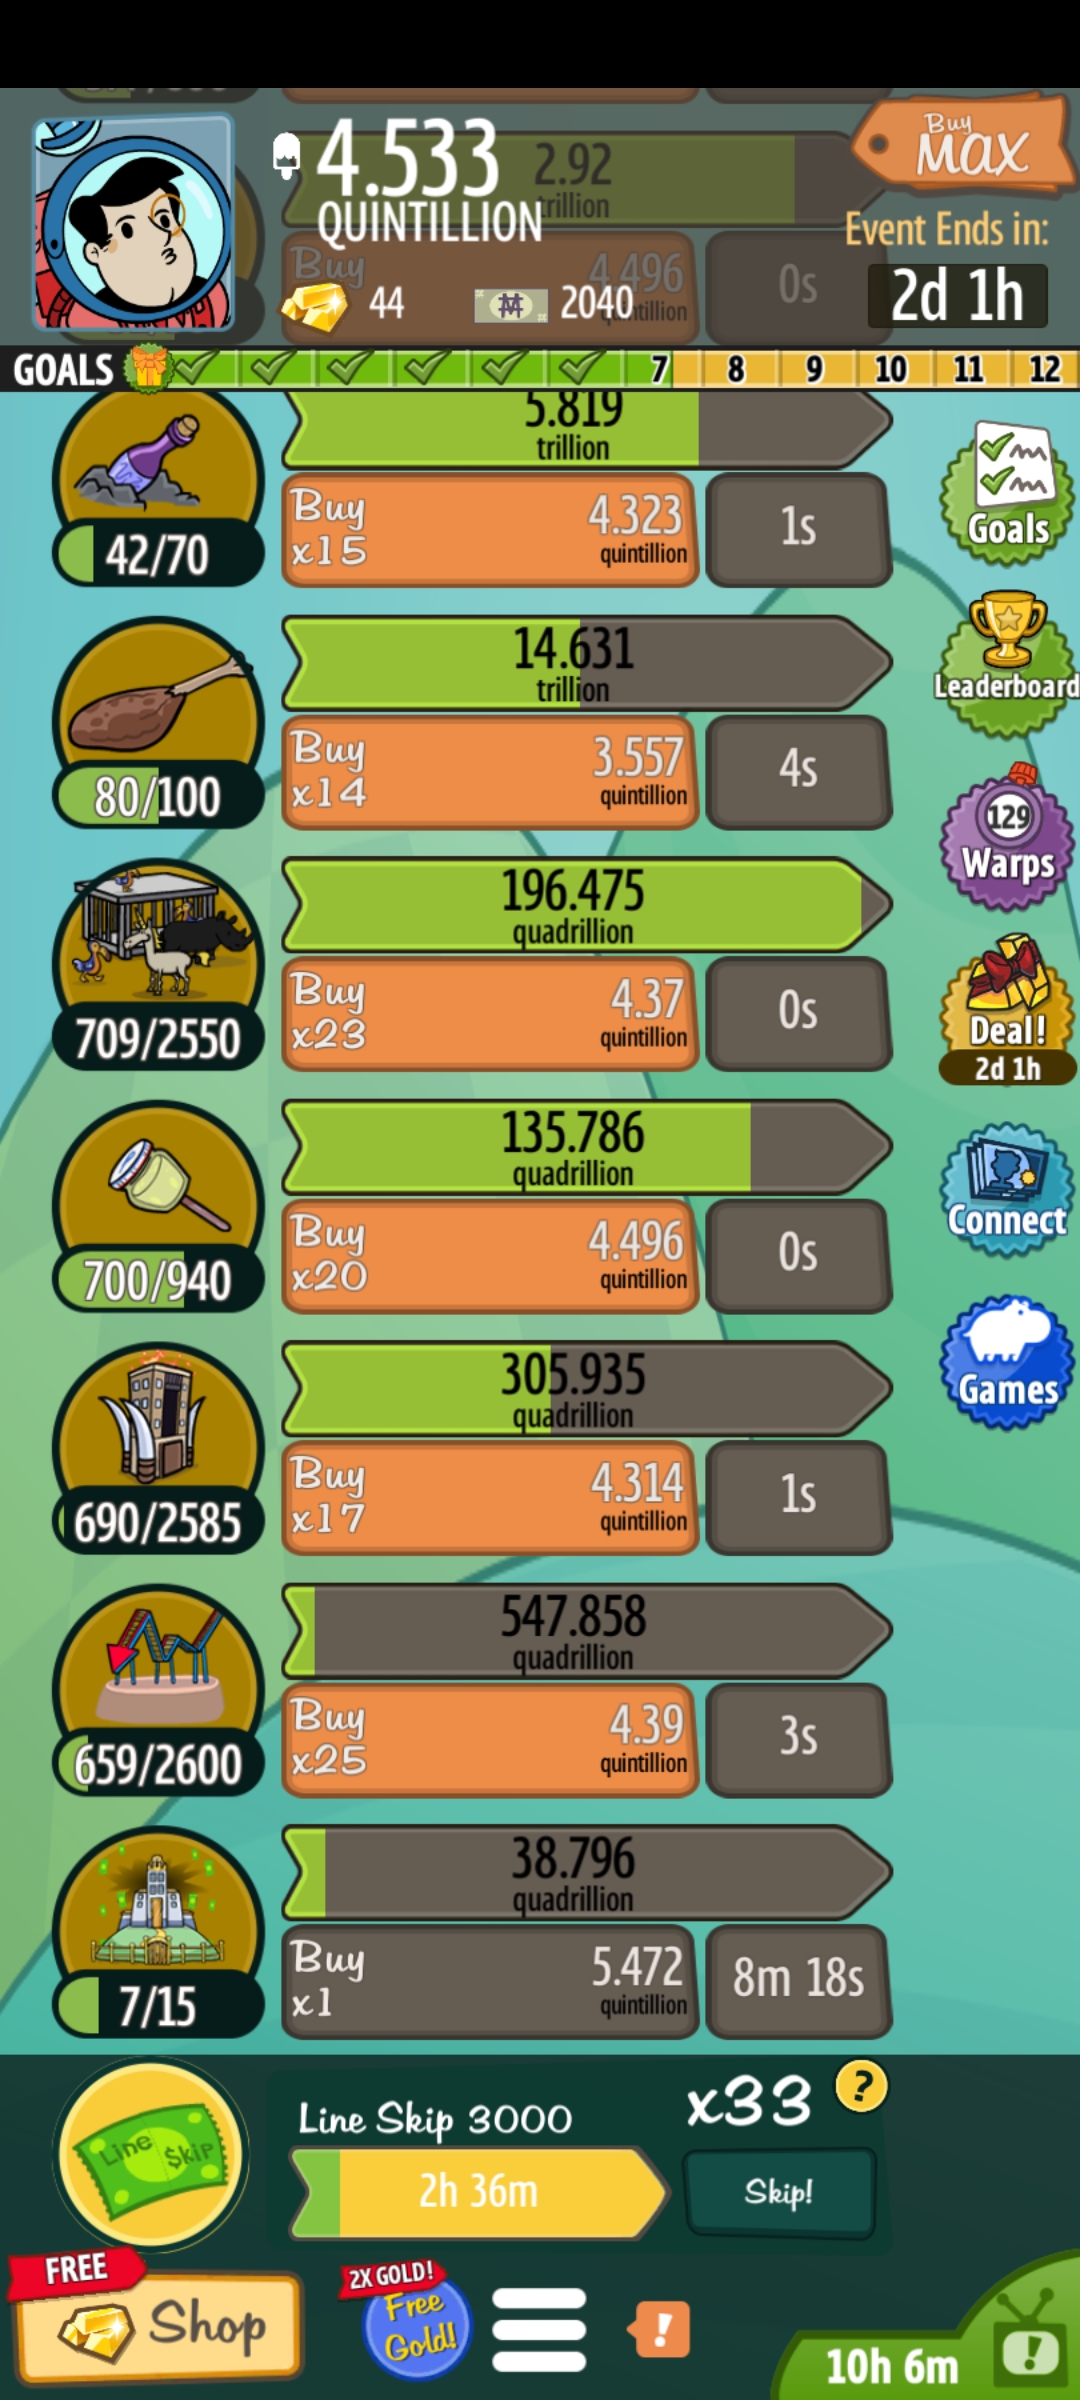 4.533
QUINTILLION
2.92
trillion
Buy
4.496
quintillion
0s
44
2040
Buy
MAX
Event Ends in:
2d 1h
GOALS
7 8 9 10 11 12
5.819
trillion
Buy
x15
4.323
quintillion
1s
42/70
14.631
trillion
Buy
x14
3.557
quintillion
4s
80/100
196.475
quadrillion
Buy
x23
4.37
quintillion
0s
709/2550
135.786
quadrillion
Buy
x20
4.496
quintillion
0s
700/940
305.935
quadrillion
Buy
x17
4.314
quintillion
1s
690/2585
547.858
quadrillion
Buy
x25
4.39
quintillion
3s
659/2600
38.796
quadrillion
Buy
x1
5.472
quintillion
8m 18s
7/15
Goals
Leaderboard
129
Warps
Deal!
2d 1h
Connect
Games
Line $kip
Line Skip 3000
2h 36m
x33
?
Skip!
FREE
Shop
2X GOLD!
Free
Gold!
!
10h 6m
!